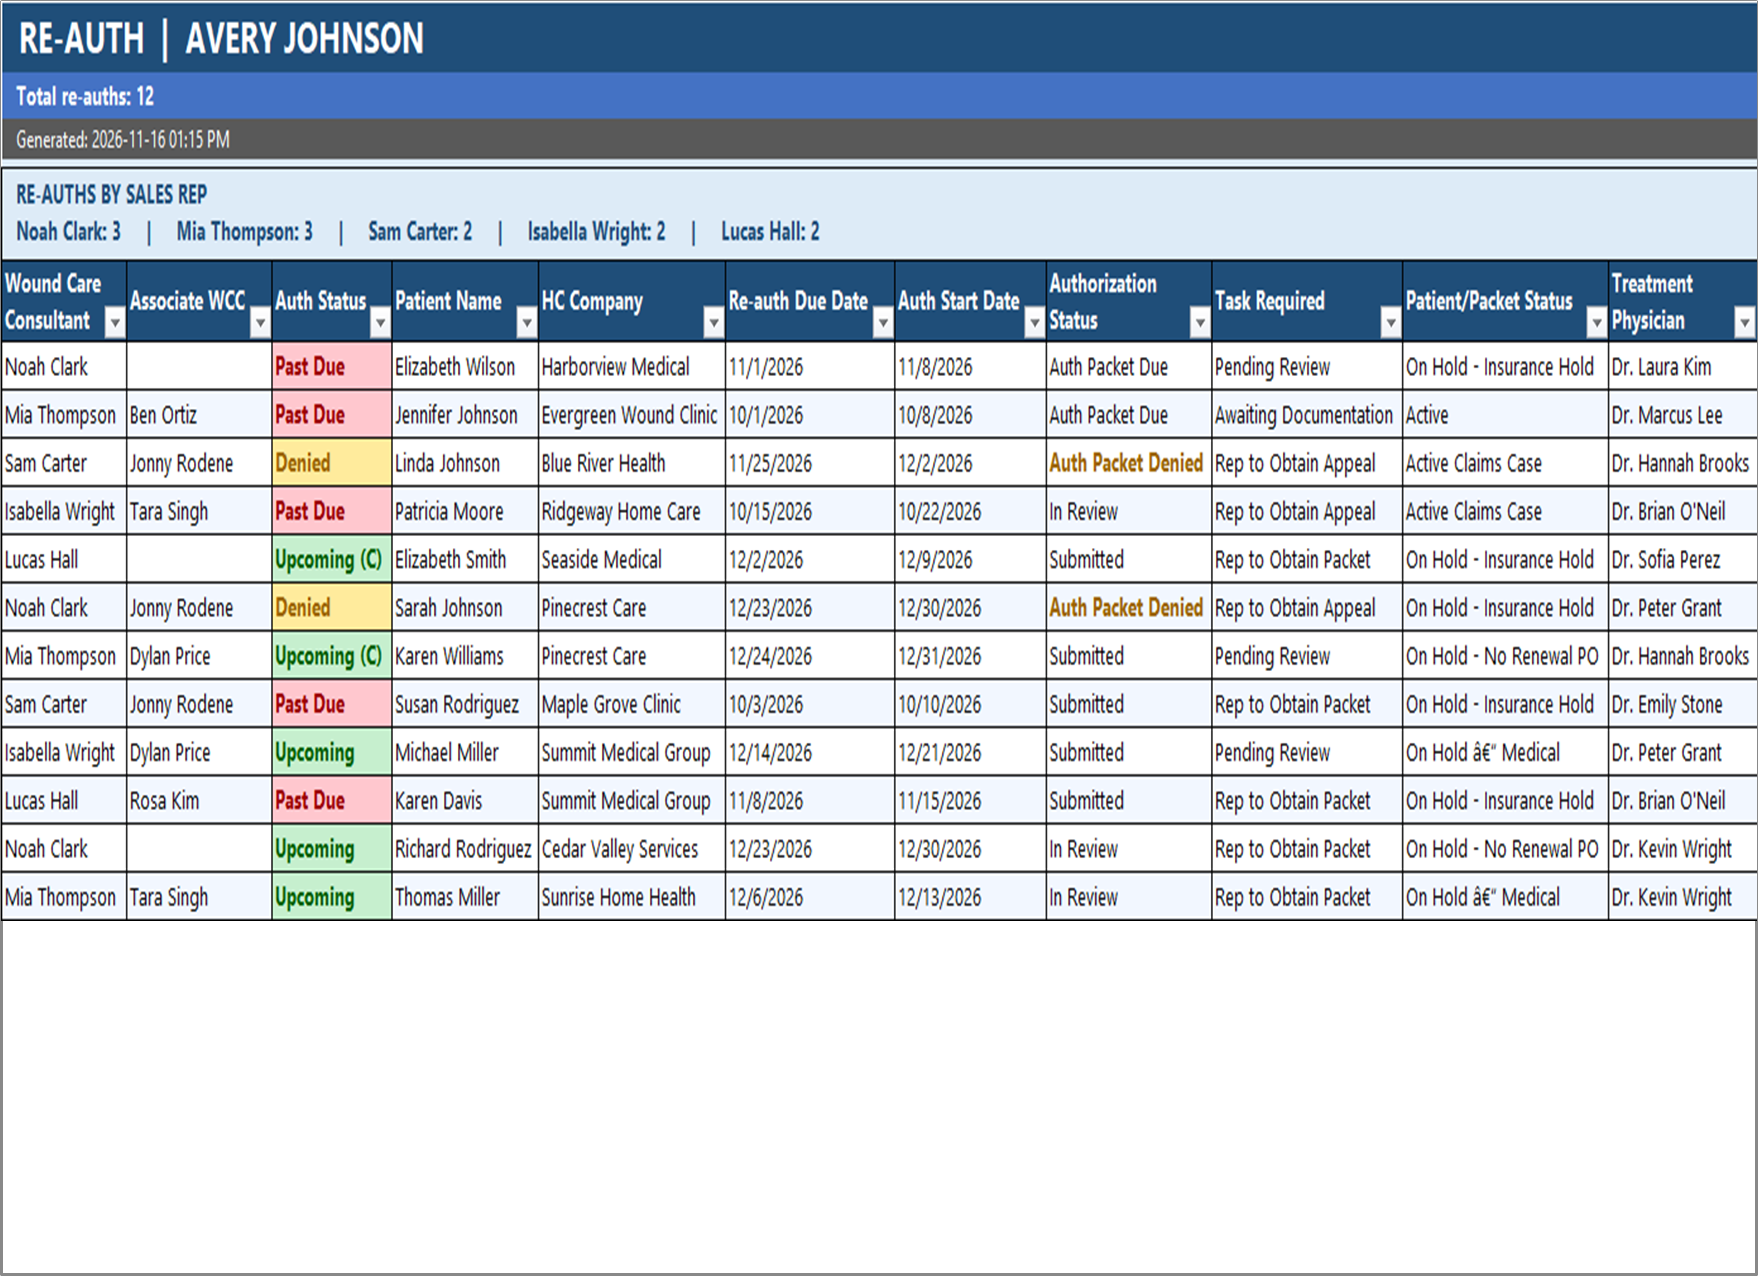 RE-AUTH | AVERY JOHNSON
Total re-auths: 12
Generated: 2026-11-16 01:15 PM
RE-AUTHS BY SALES REP
Noah Clark: 3 | Mia Thompson: 3 | Sam Carter: 2 | Isabella Wright: 2 | Lucas Hall: 2
Wound Care Consultant Associate WCC Auth Status Patient Name HC Company Re-auth Due Date Auth Start Date Authorization Status Task Required Patient/Packet Status Treatment Physician
Noah Clark Past Due Elizabeth Wilson Harborview Medical 11/1/2026 11/8/2026 Auth Packet Due Pending Review On Hold - Insurance Hold Dr. Laura Kim
Mia Thompson Ben Ortiz Past Due Jennifer Johnson Evergreen Wound Clinic 10/1/2026 10/8/2026 Auth Packet Due Awaiting Documentation Active Dr. Marcus Lee
Sam Carter Jonny Rodene Denied Linda Johnson Blue River Health 11/25/2026 12/2/2026 Auth Packet Denied Rep to Obtain Appeal Active Claims Case Dr. Hannah Brooks
Isabella Wright Tara Singh Past Due Patricia Moore Ridgeway Home Care 10/15/2026 10/22/2026 In Review Rep to Obtain Appeal Active Claims Case Dr. Brian O'Neil
Lucas Hall Upcoming (C) Elizabeth Smith Seaside Medical 12/2/2026 12/9/2026 Submitted Rep to Obtain Packet On Hold - Insurance Hold Dr. Sofia Perez
Noah Clark Jonny Rodene Denied Sarah Johnson Pinecrest Care 12/23/2026 12/30/2026 Auth Packet Denied Rep to Obtain Appeal On Hold - Insurance Hold Dr. Peter Grant
Mia Thompson Dylan Price Upcoming (C) Karen Williams Pinecrest Care 12/24/2026 12/31/2026 Submitted Pending Review On Hold - No Renewal PO Dr. Hannah Brooks
Sam Carter Jonny Rodene Past Due Susan Rodriguez Maple Grove Clinic 10/3/2026 10/10/2026 Submitted Rep to Obtain Packet On Hold - Insurance Hold Dr. Emily Stone
Isabella Wright Dylan Price Upcoming Michael Miller Summit Medical Group 12/14/2026 12/21/2026 Submitted Pending Review On Hold â€“ Medical Dr. Peter Grant
Lucas Hall Rosa Kim Past Due Karen Davis Summit Medical Group 11/8/2026 11/15/2026 Submitted Rep to Obtain Packet On Hold - Insurance Hold Dr. Brian O'Neil
Noah Clark Upcoming Richard Rodriguez Cedar Valley Services 12/23/2026 12/30/2026 In Review Rep to Obtain Packet On Hold - No Renewal PO Dr. Kevin Wright
Mia Thompson Tara Singh Upcoming Thomas Miller Sunrise Home Health 12/6/2026 12/13/2026 In Review Rep to Obtain Packet On Hold â€“ Medical Dr. Kevin Wright